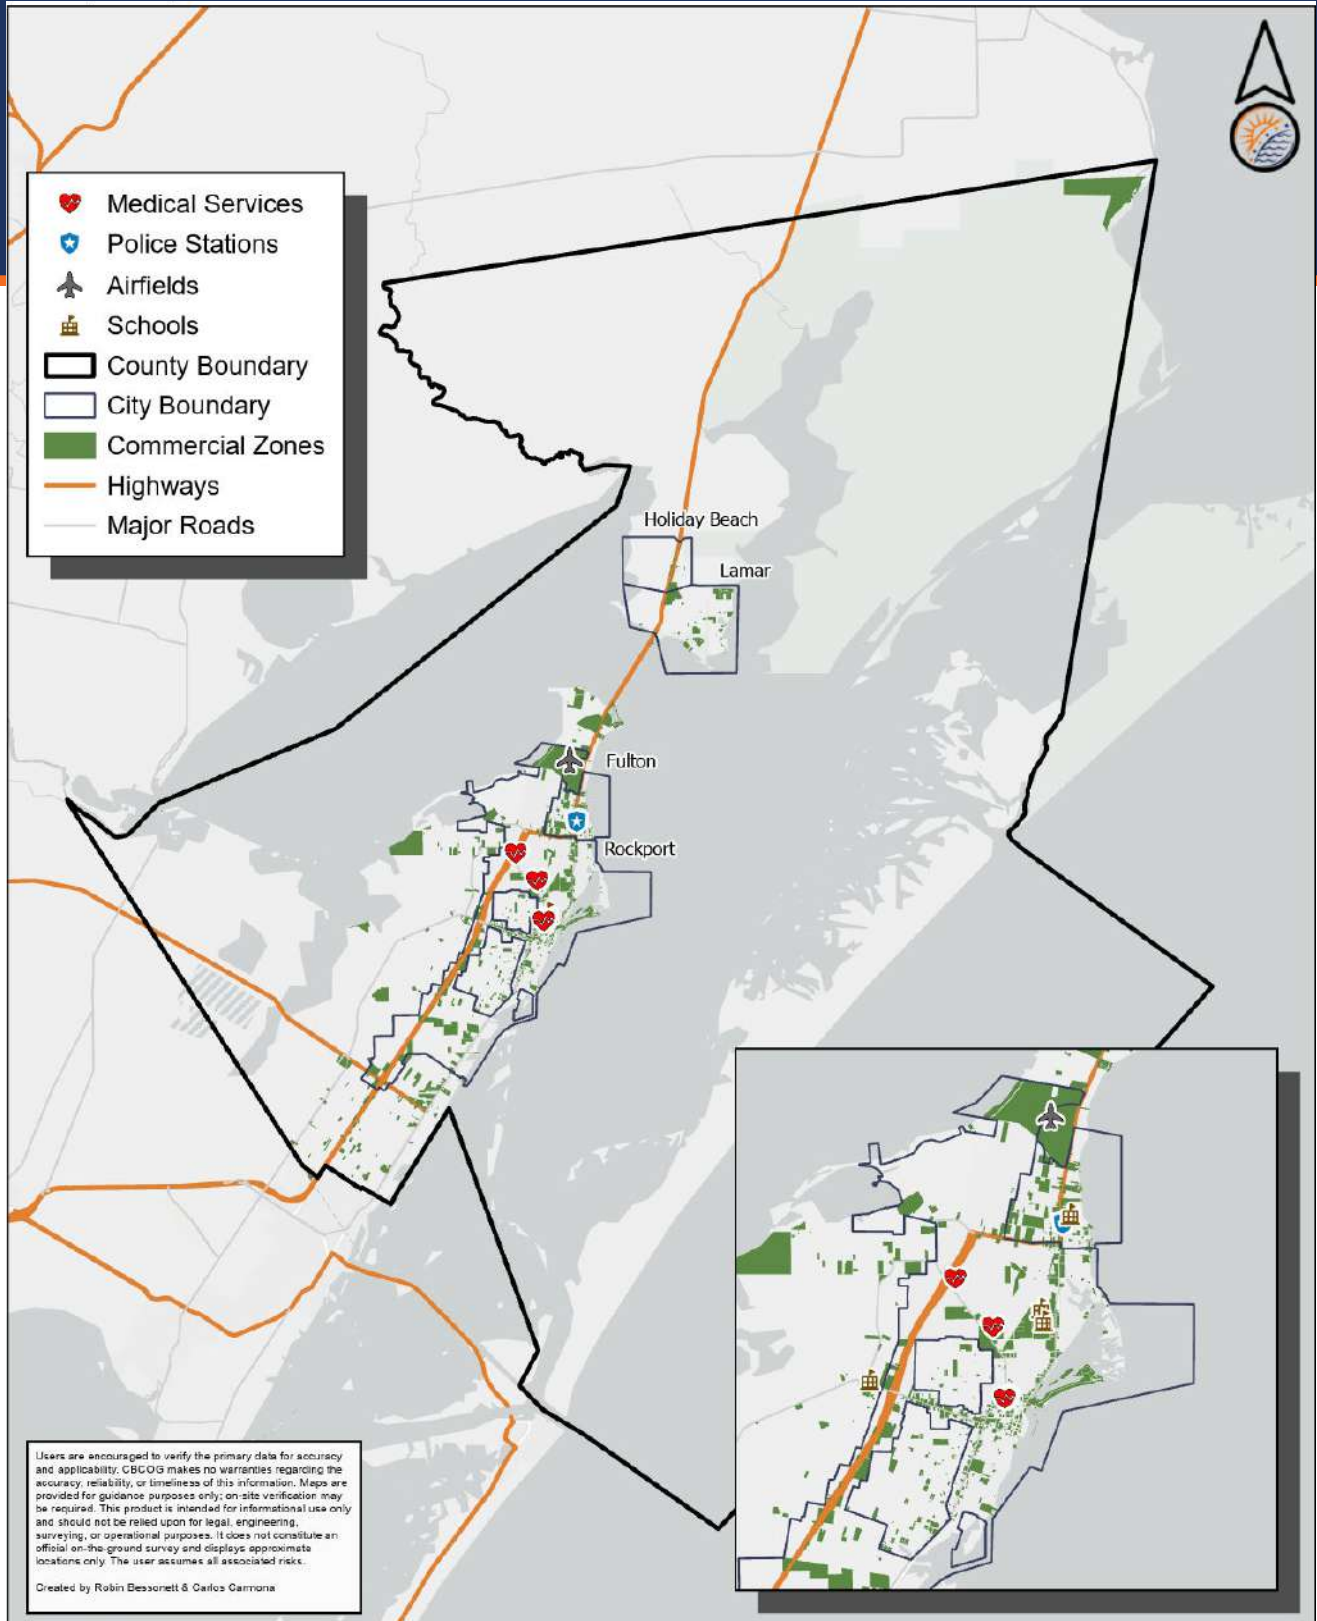 Medical Services
Police Stations
Airfields
Schools
County Boundary
City Boundary
Commercial Zones
Highways
Major Roads
Holiday Beach
Lamar
Fulton
Rockport
Users are encouraged to verify the primary data for accuracy
and applicability. CBCOG makes no warranties regarding the
accuracy, reliability, or timeliness of this information. Maps are
provided for guidance purposes only; on-site verification may
be required. This product is intended for informational use only
and should not be relied upon for legal, engineering,
surveying, or operational purposes. It does not constitute an
official on-the-ground survey and displays approximate
locations only. The user assumes all associated risks.
Created by Robin Bessonett & Carlos Carmona